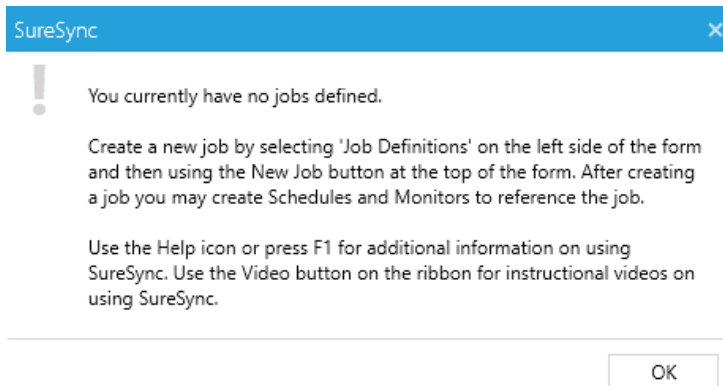 SureSync
You currently have no jobs defined.
Create a new job by selecting 'Job Definitions' on the left side of the form
and then using the New Job button at the top of the form. After creating
a job you may create Schedules and Monitors to reference the job.
Use the Help icon or press F1 for additional information on using
SureSync. Use the Video button on the ribbon for instructional videos on
using SureSync.
OK